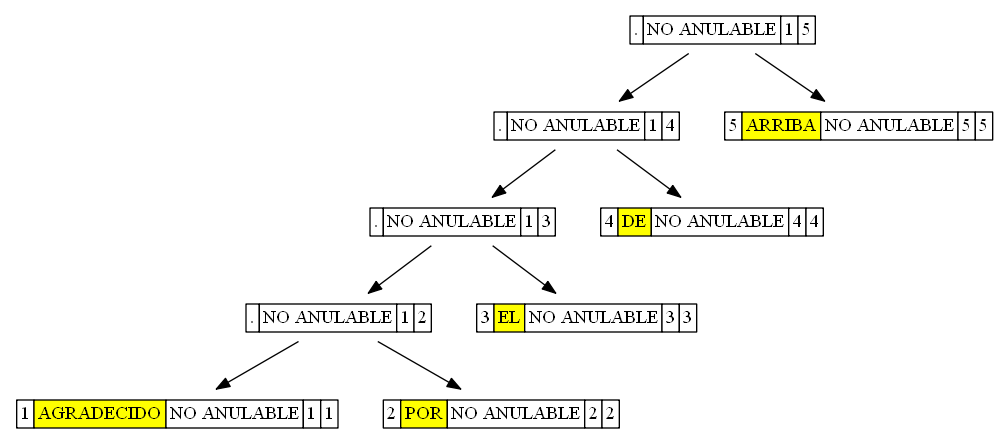 . NO ANULABLE 1 5
. NO ANULABLE 1 4
5 ARRIBA NO ANULABLE 5 5
. NO ANULABLE 1 3
4 DE NO ANULABLE 4 4
. NO ANULABLE 1 2
3 EL NO ANULABLE 3 3
1 AGRADECIDO NO ANULABLE 1 1
2 POR NO ANULABLE 2 2